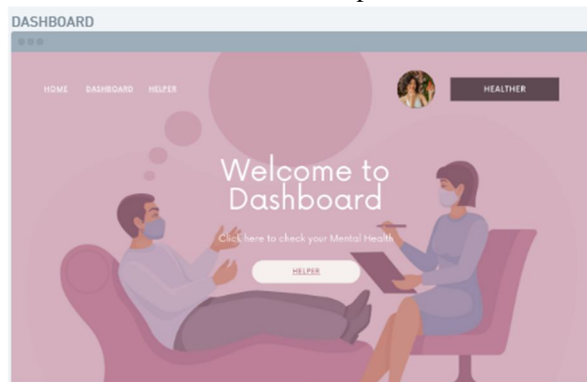 DASHBOARD
HOME DASHBOARD HELPER
HEALTHER
Welcome to
Dashboard
Click here to check your Mental Health
HELPER